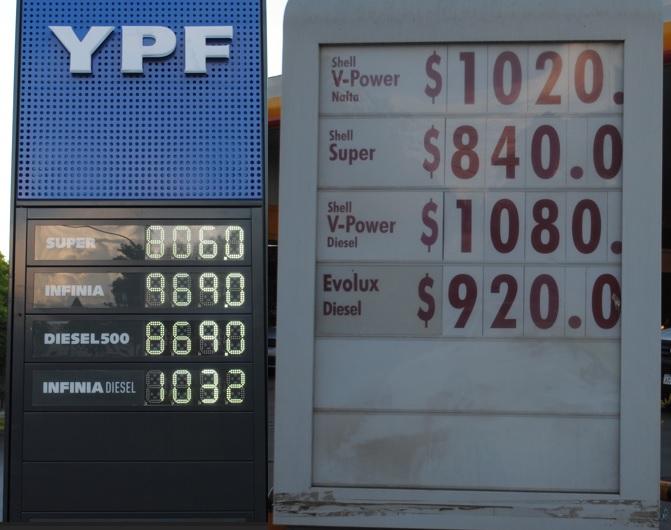 YPF
SUPER 806.0
INFINIA 969.0
DIESEL500 869.0
INFINIA DIESEL 1032
Shell
V-Power
Nafta
$1020.
Shell
Super
$840.0
Shell
V-Power
Diesel
$1080.
Evolux
Diesel
$920.0